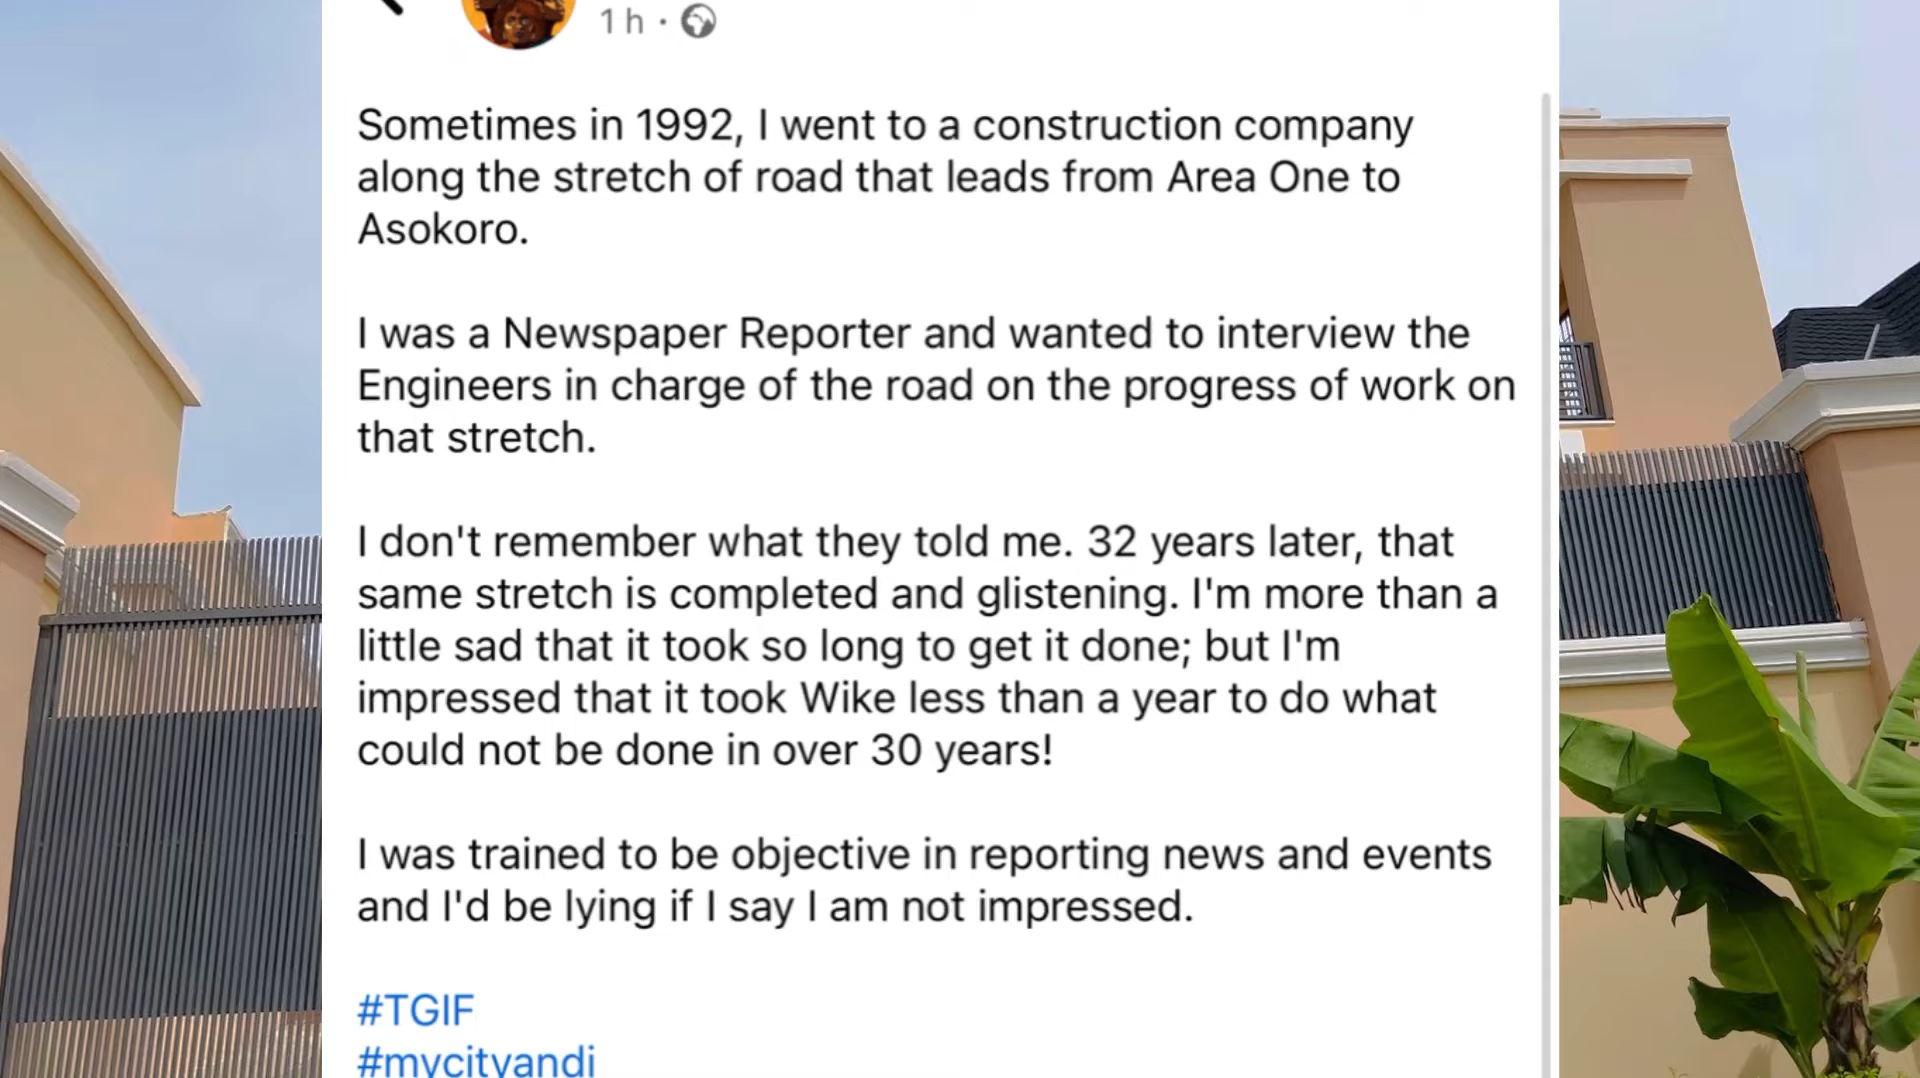 1 h ·
Sometimes in 1992, I went to a construction company
along the stretch of road that leads from Area One to
Asokoro.
I was a Newspaper Reporter and wanted to interview the
Engineers in charge of the road on the progress of work on
that stretch.
I don't remember what they told me. 32 years later, that
same stretch is completed and glistening. I'm more than a
little sad that it took so long to get it done; but I'm
impressed that it took Wike less than a year to do what
could not be done in over 30 years!
I was trained to be objective in reporting news and events
and I'd be lying if I say I am not impressed.
#TGIF
#mycityandi